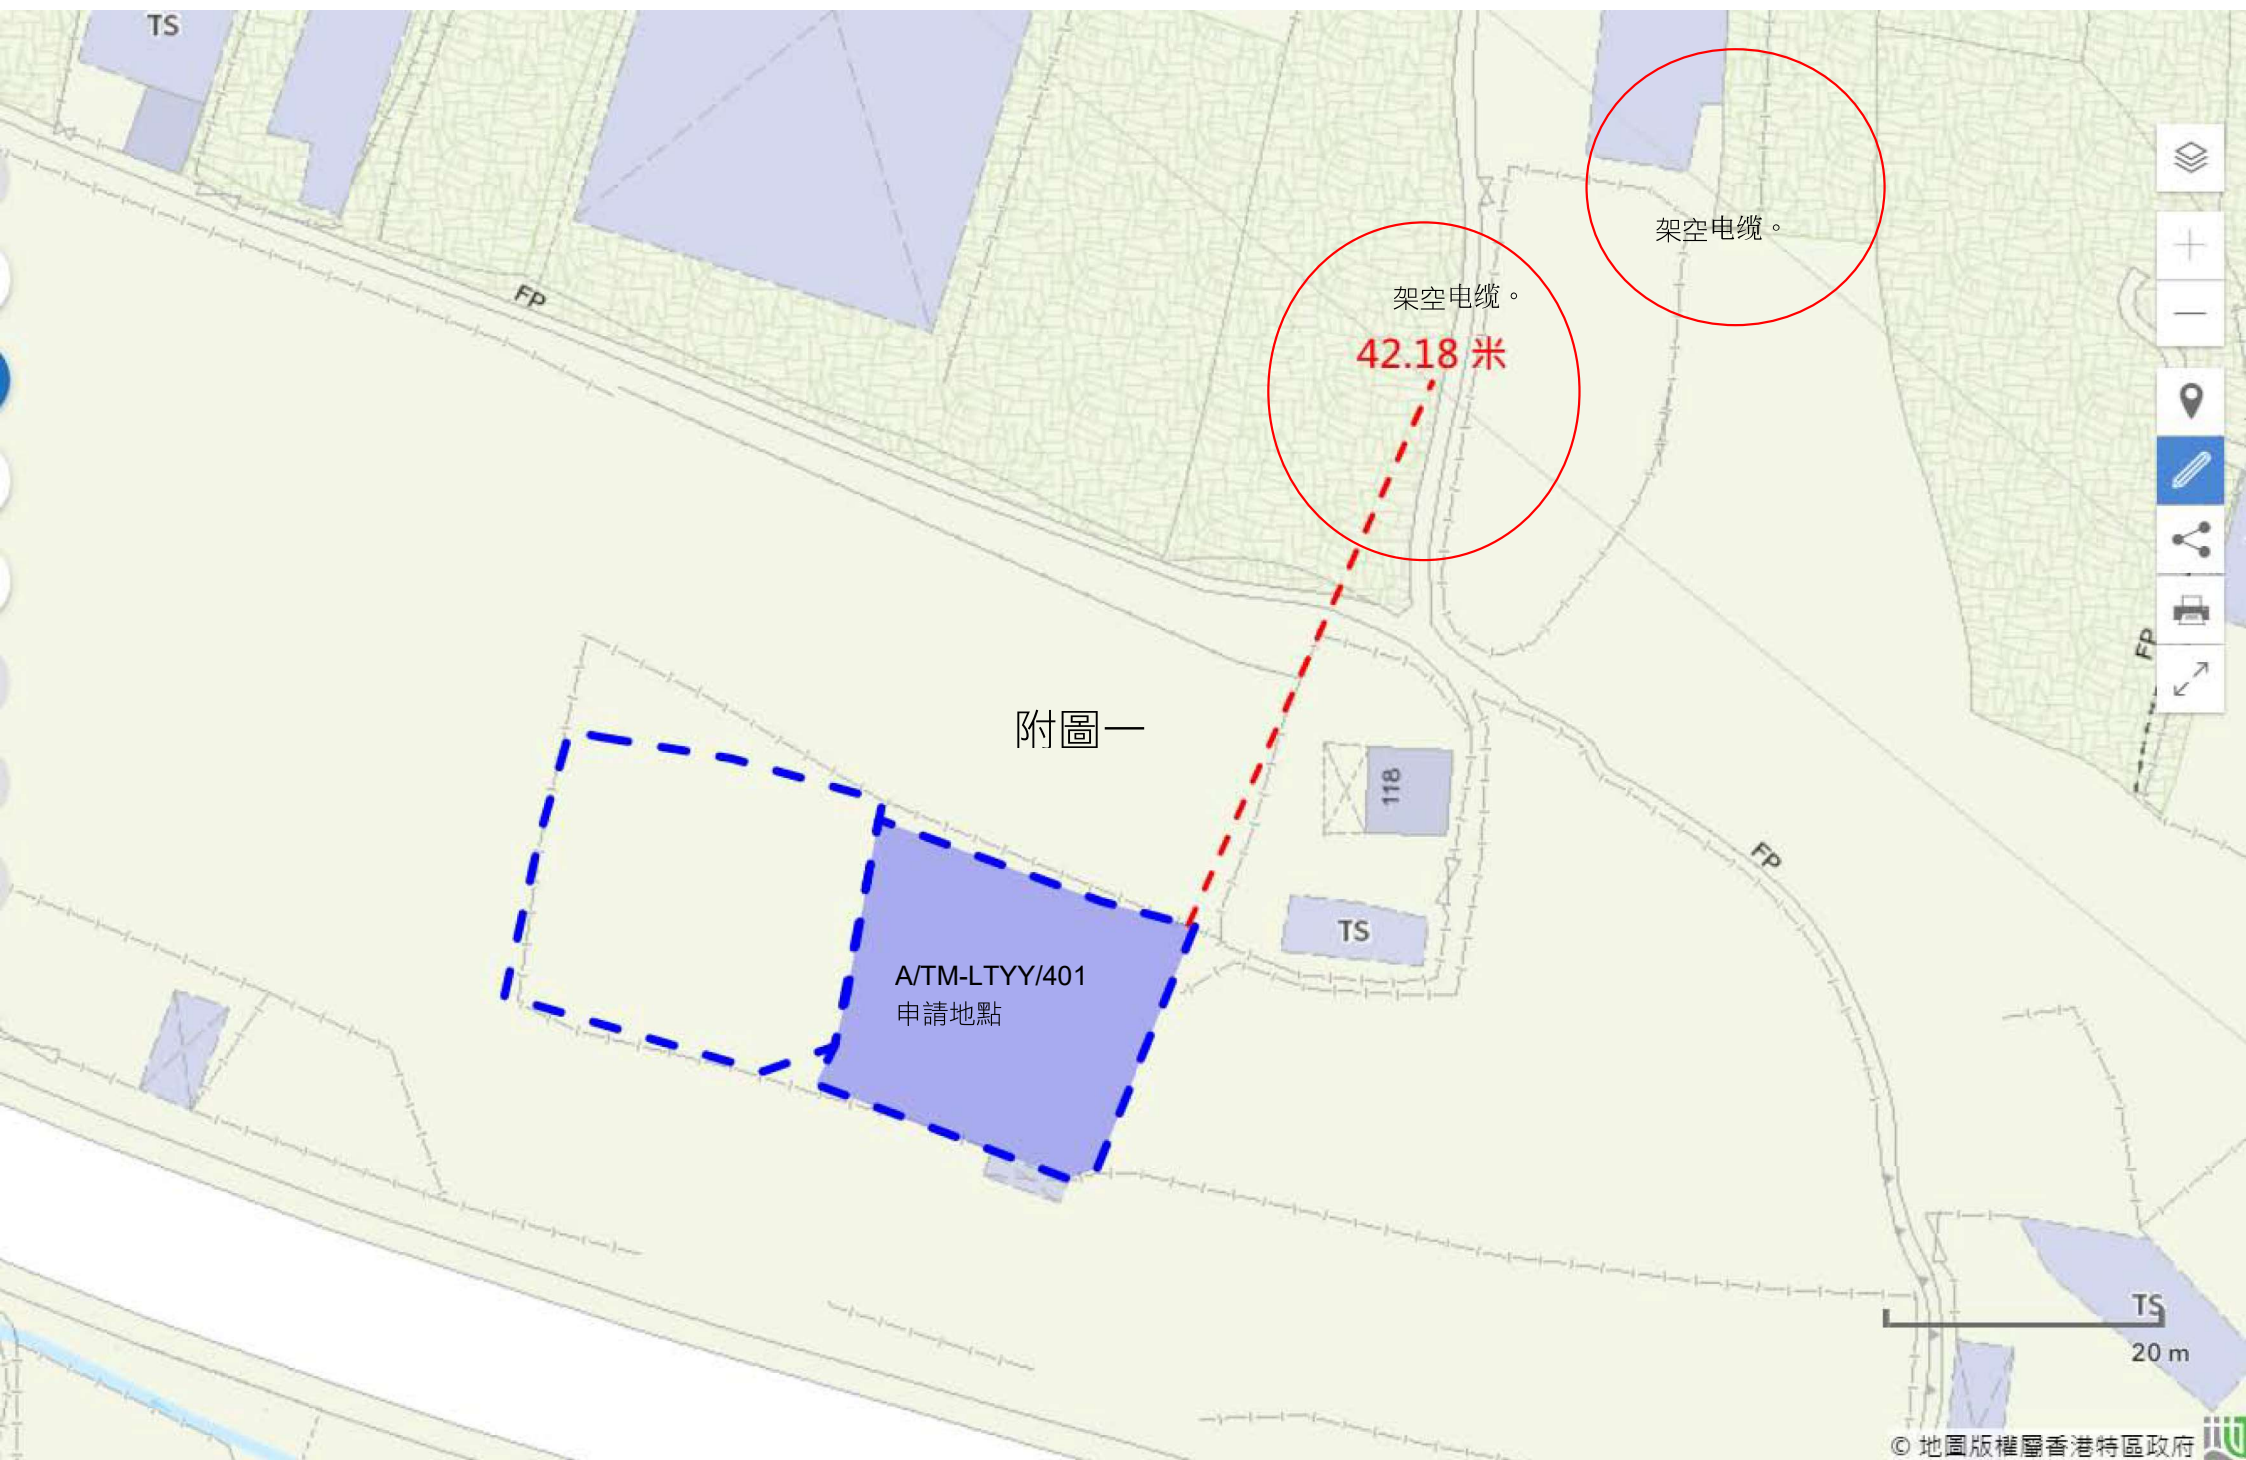 TS
架空电缆。
FP
架空电缆。
42.18 米
FP
附圖一
118
FP
TS
A/TM-LTYY/401
申請地點
TS
20 m
© 地圖版權屬香港特區政府